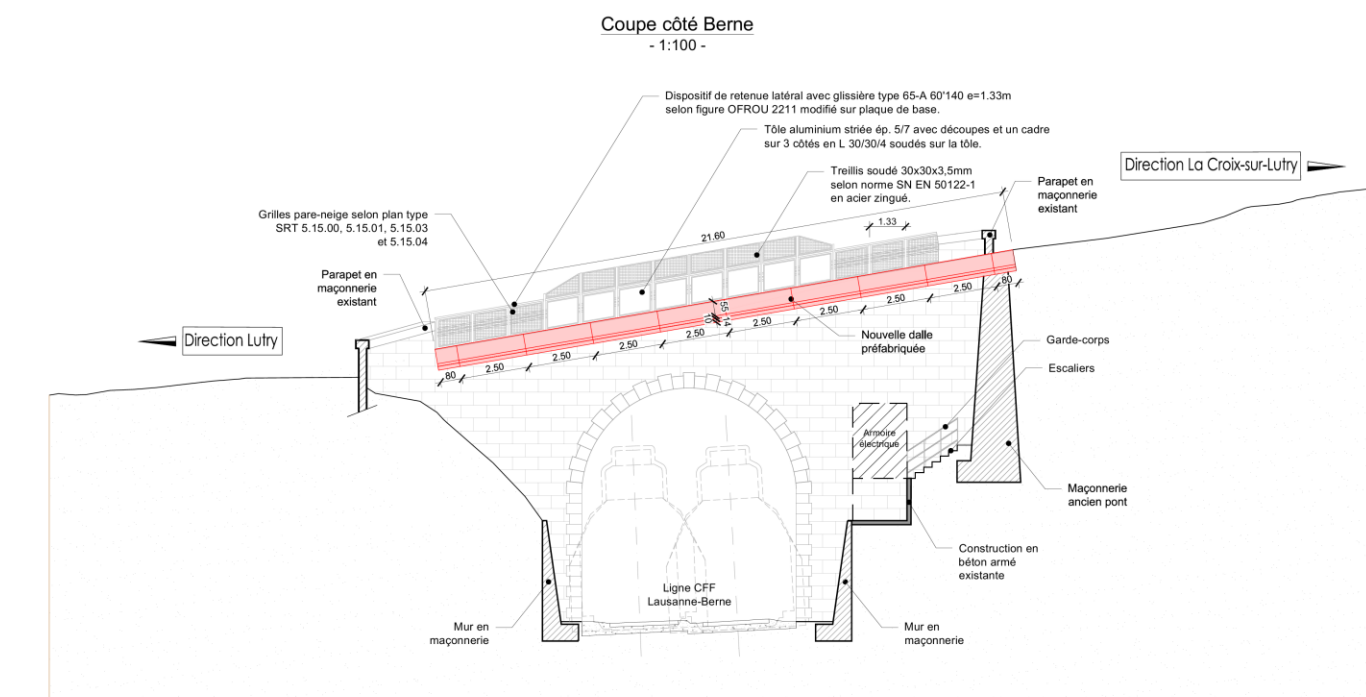 Coupe côté Berne
- 1:100 -
Dispositif de retenue latéral avec glissière type 65-A 60'140 e=1.33m
selon figure OFROU 2211 modifié sur plaque de base.
Tôle aluminium striée ép. 5/7 avec découpes et un cadre
sur 3 côtés en L 30/30/4 soudés sur la tôle.
Treillis soudé 30x30x3,5mm
selon norme SN EN 50122-1
en acier zingué.
Direction La Croix-sur-Lutry
Parapet en
maçonnerie
existant
Grilles pare-neige selon plan type
SRT 5.15.00, 5.15.01, 5.15.03
et 5.15.04
1.33
21.60
Parapet en
maçonnerie
existant
Direction Lutry
80
2.50
2.50
2.50
2.50
55
14
10
2.50
2.50
2.50
2.50
80
Nouvelle dalle
préfabriquée
Garde-corps
Escaliers
Armoire
électrique
Maçonnerie
ancien pont
Construction en
béton armé
existante
Ligne CFF
Lausanne-Berne
Mur en
maçonnerie
Mur en
maçonnerie